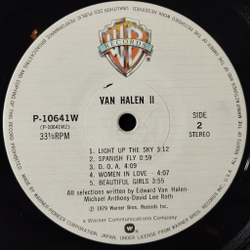 RECORDS
VAN HALEN II
P-10641W
(P-10641W2)
33⅓RPM
SIDE
2
STEREO
1. LIGHT UP THE SKY 3:12
2. SPANISH FLY 0:59
3. D. O. A. 4:09
4. WOMEN IN LOVE 4:07
5. BEAUTIFUL GIRLS 3:55
All selections written by Edward Van Halen-
Michael Anthony-David Lee Roth
℗ 1979 Warner Bros. Records Inc.
A Warner Communications Company